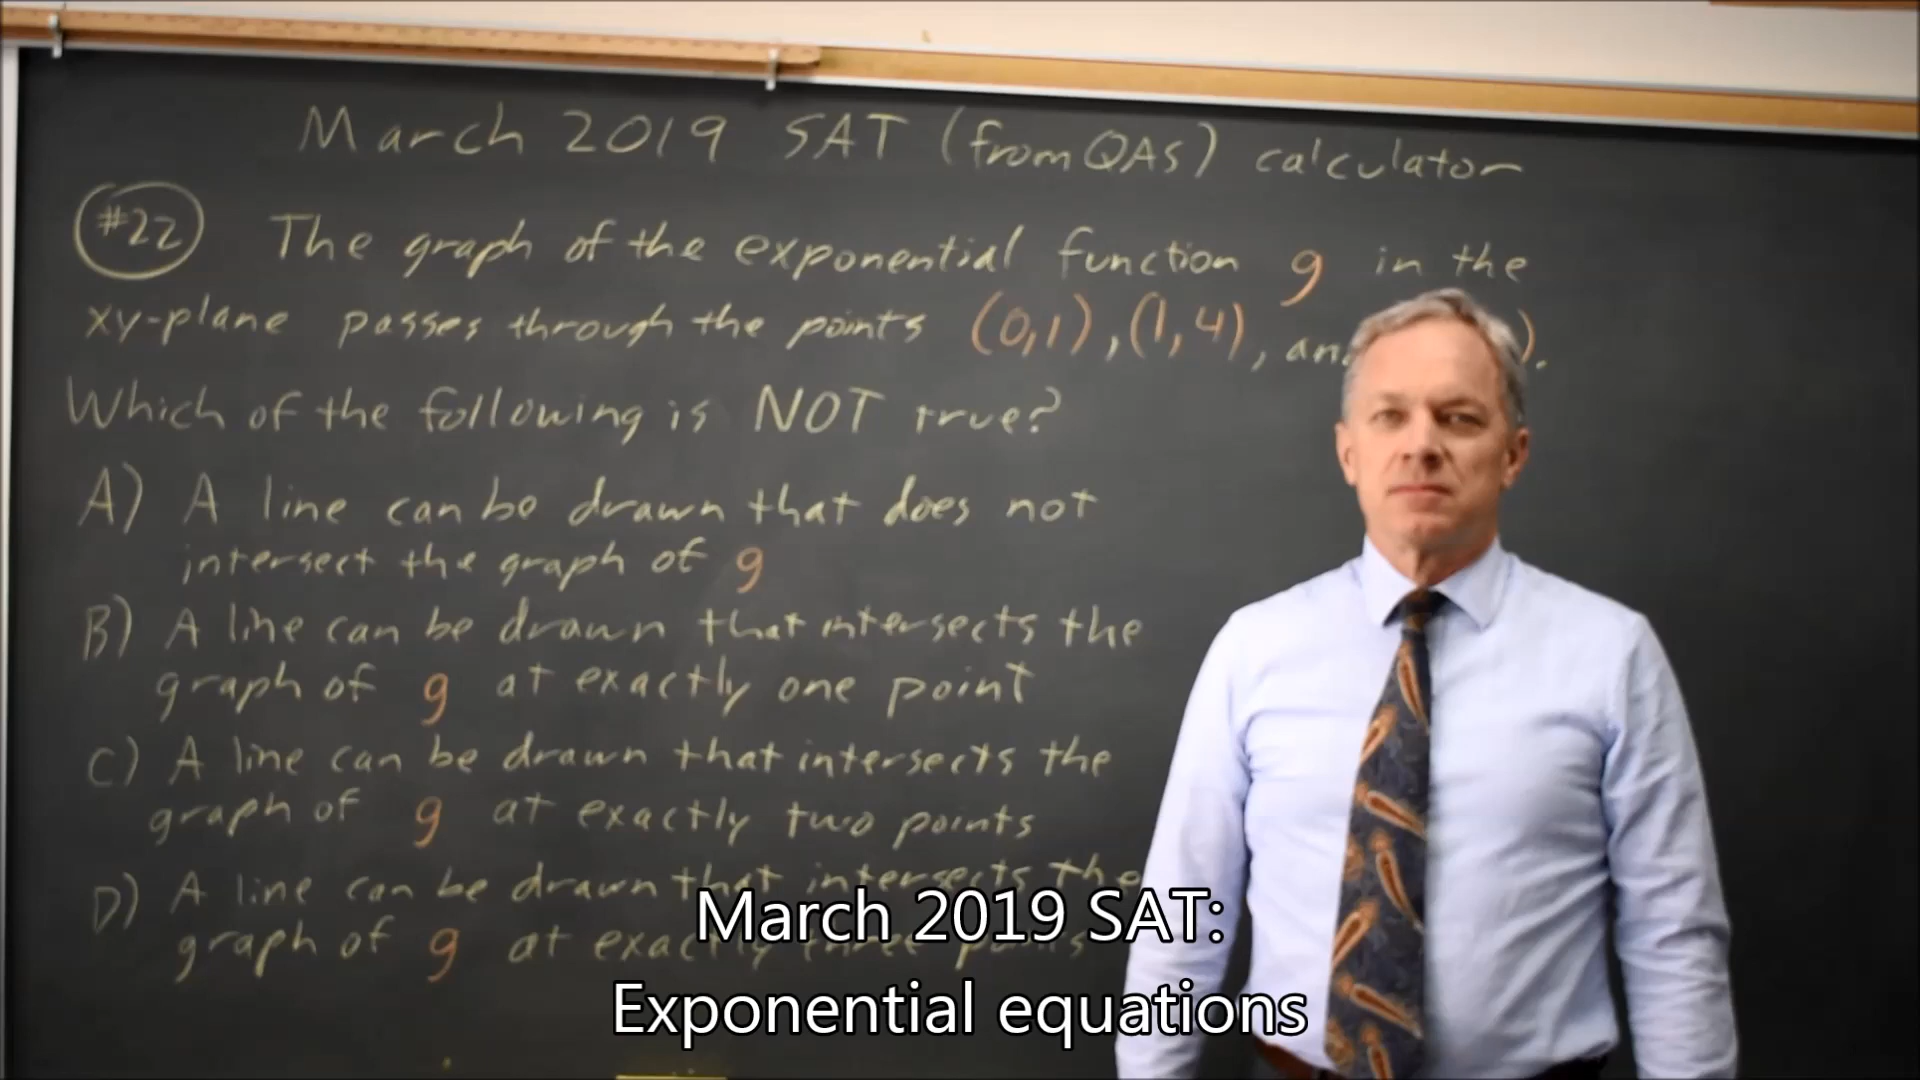 March 2019 SAT (from QAS) calculator
#22 The graph of the exponential function g in the
xy-plane passes through the points (0,1), (1,4), ).
Which of the following is NOT true?
A) A line can be drawn that does not
intersect the graph of g
B) A line can be drawn that intersects the
graph of g at exactly one point
C) A line can be drawn that intersects the
graph of g at exactly two points
D) A line can be drawn that intersects the
graph of g at exactly
March 2019 SAT:
Exponential equations